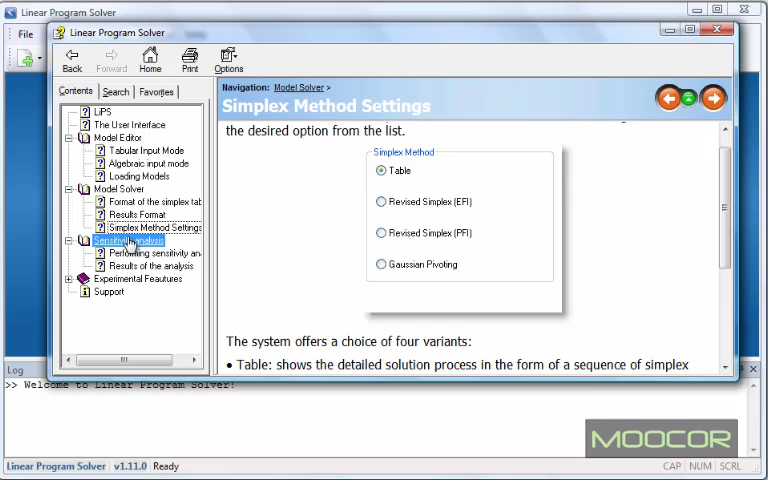 Linear Program Solver
File
Linear Program Solver
Back
Forward
Home
Print
Options
Contents
Search
Favorites
LiPS
The User Interface
Model Editor
Tabular Input Mode
Algebraic input mode
Loading Models
Model Solver
Format of the simplex tab
Results Format
Simplex Method Settings
Sensitivity analysis
Performing sensitivity an
Results of the analysis
Experimental Feautures
Support
Navigation: Model Solver >
Simplex Method Settings
the desired option from the list.
Simplex Method
Table
Revised Simplex (EFI)
Revised Simplex (PFI)
Gaussian Pivoting
The system offers a choice of four variants:
• Table: shows the detailed solution process in the form of a sequence of simplex
Log
>> Welcome to Linear Program Solver!
MOOCOR
Linear Program Solver v1.11.0 Ready CAP NUM SCRL